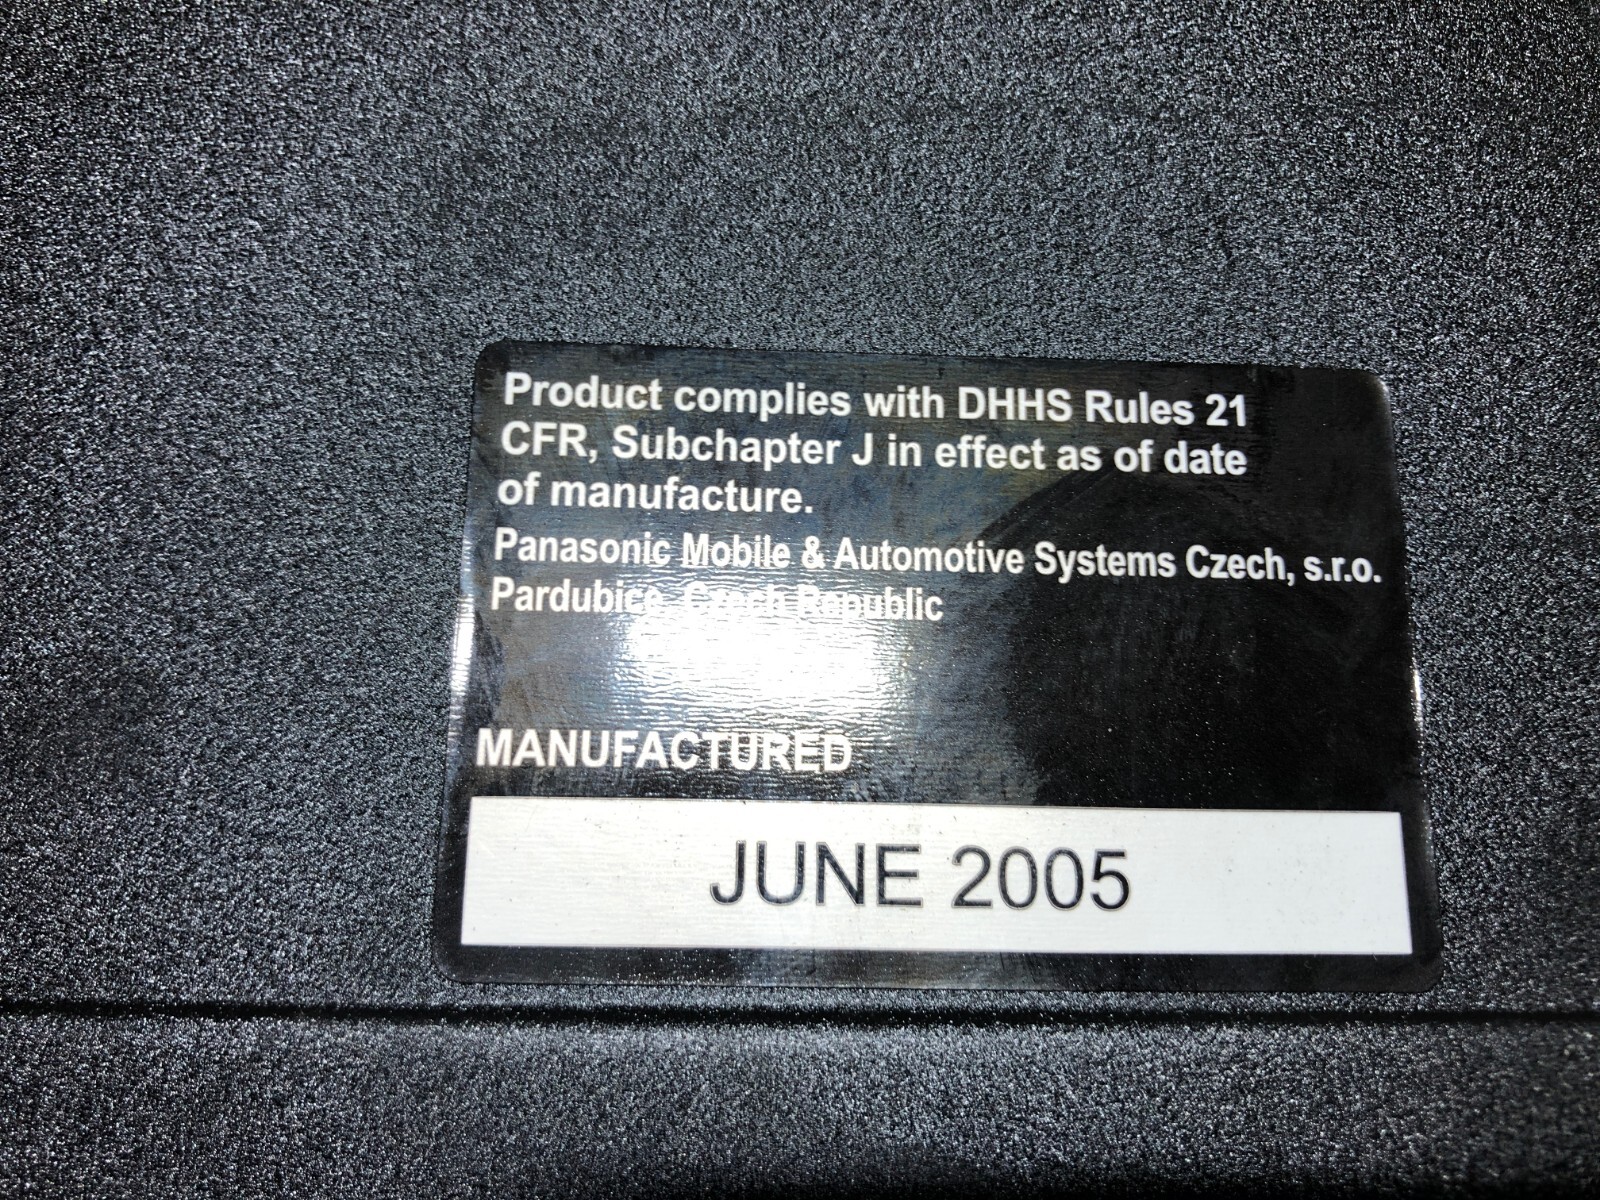 Product complies with DHHS Rules 21
CFR, Subchapter J in effect as of date
of manufacture.
Panasonic Mobile & Automotive Systems Czech, s.r.o.
Pardubice, Czech Republic
MANUFACTURED
JUNE 2005